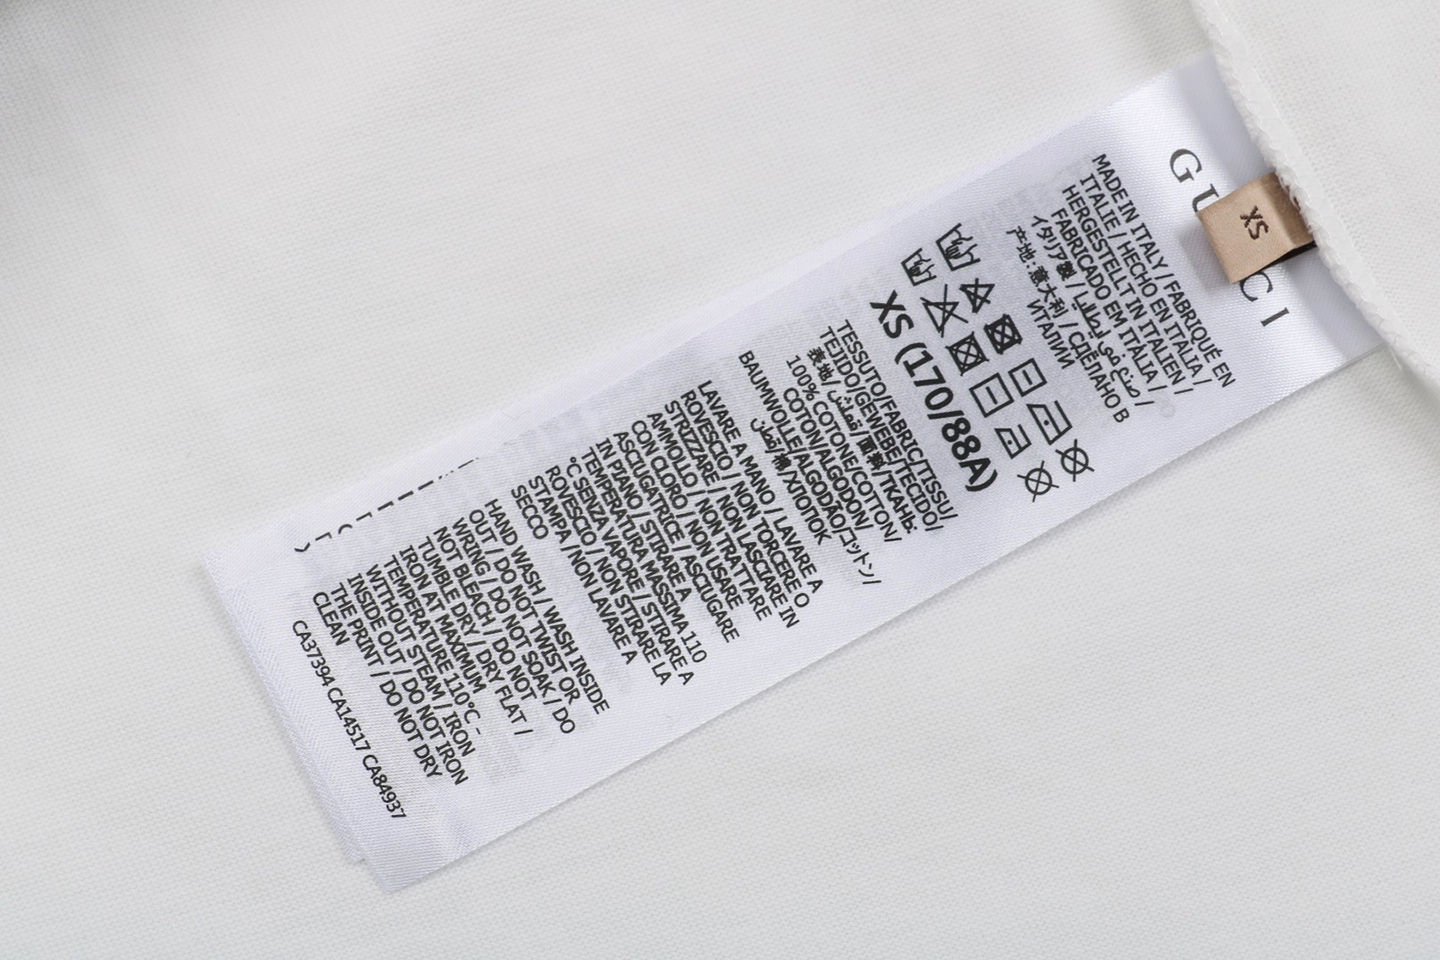 GUCCI
XS
MADE IN ITALY / FABRIQUÉ EN
ITALIE / HECHO EN ITALIA /
HERGESTELLT IN ITALIEN /
FABRICADO EM ITÁLIA /
イタリア製 / صنع في إيطاليا /
产地:意大利 / СДЕЛАНО В
ИТАЛИИ
XS (170/88A)
TESSUTO/FABRIC/TISSU/
TEJIDO/GEWEBE/TECIDO/
表地/قماش/面料/ТКАНЬ:
100% COTONE/COTTON/
COTON/ALGODON/
BAUMWOLLE/ALGODÃO/コットン/
قطن/棉/ХЛОПОК
LAVARE A MANO / LAVARE A
ROVESCIO / NON TORCERE O
STRIZZARE / NON LASCIARE IN
AMMOLLO / NON TRATTARE
CON CLORO / NON USARE
ASCIUGATRICE / ASCIUGARE
IN PIANO / STIRARE A
TEMPERATURA MASSIMA 110
°C SENZA VAPORE / STIRARE A
ROVESCIO / NON STIRARE LA
STAMPA / NON LAVARE A
SECCO
HAND WASH / WASH INSIDE
OUT / DO NOT TWIST OR
WRING / DO NOT SOAK / DO
NOT BLEACH / DO NOT
TUMBLE DRY / DRY FLAT /
IRON AT MAXIMUM
TEMPERATURE 110°C -
WITHOUT STEAM / IRON
INSIDE OUT / DO NOT IRON
THE PRINT / DO NOT DRY
CLEAN
CA37394 CA14517 CA84937